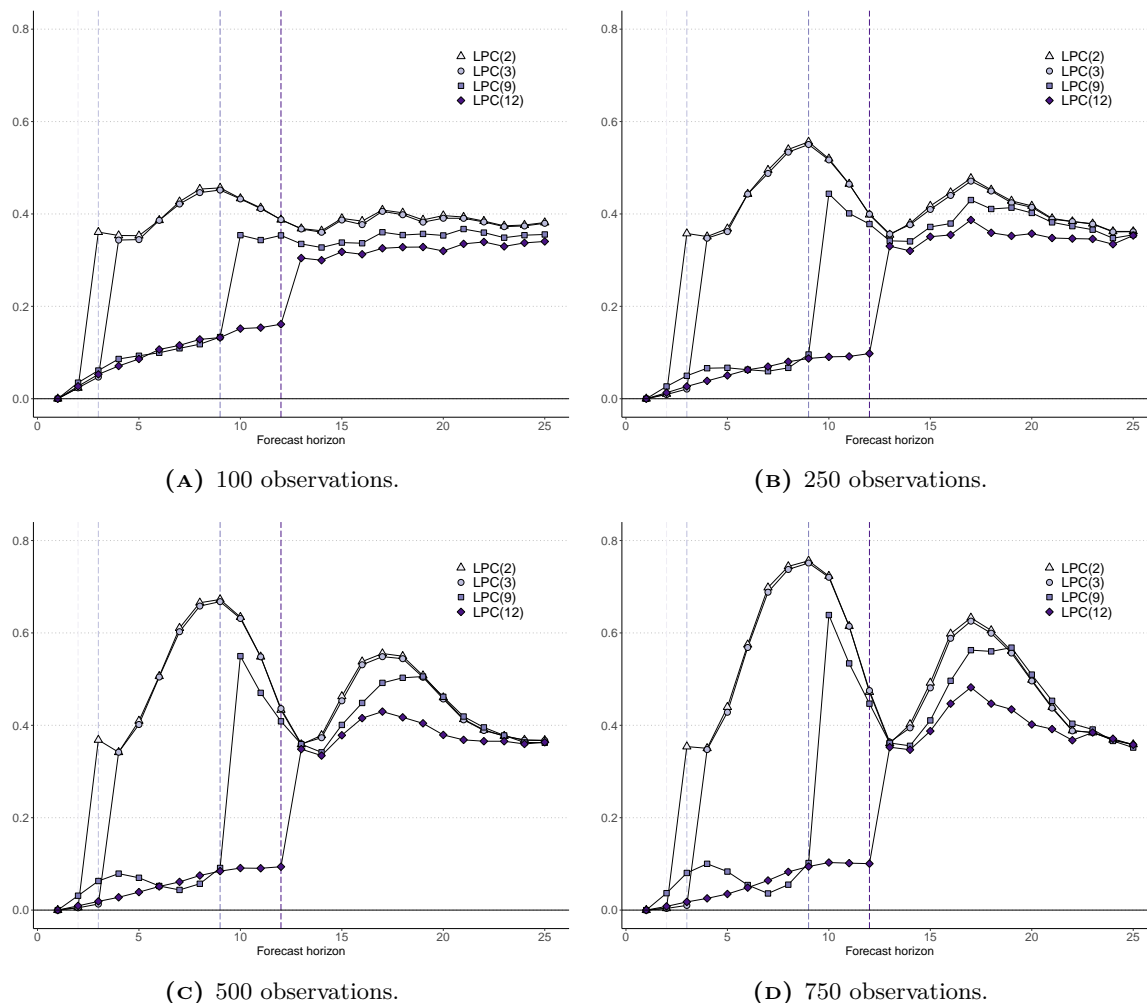 0.8
0.6
0.4
0.2
0.0
LPC(2)
LPC(3)
LPC(9)
LPC(12)
0 5 10 15 20 25
Forecast horizon
(A) 100 observations.
0.8
0.6
0.4
0.2
0.0
LPC(2)
LPC(3)
LPC(9)
LPC(12)
0 5 10 15 20 25
Forecast horizon
(B) 250 observations.
0.8
0.6
0.4
0.2
0.0
LPC(2)
LPC(3)
LPC(9)
LPC(12)
0 5 10 15 20 25
Forecast horizon
(C) 500 observations.
0.8
0.6
0.4
0.2
0.0
LPC(2)
LPC(3)
LPC(9)
LPC(12)
0 5 10 15 20 25
Forecast horizon
(D) 750 observations.